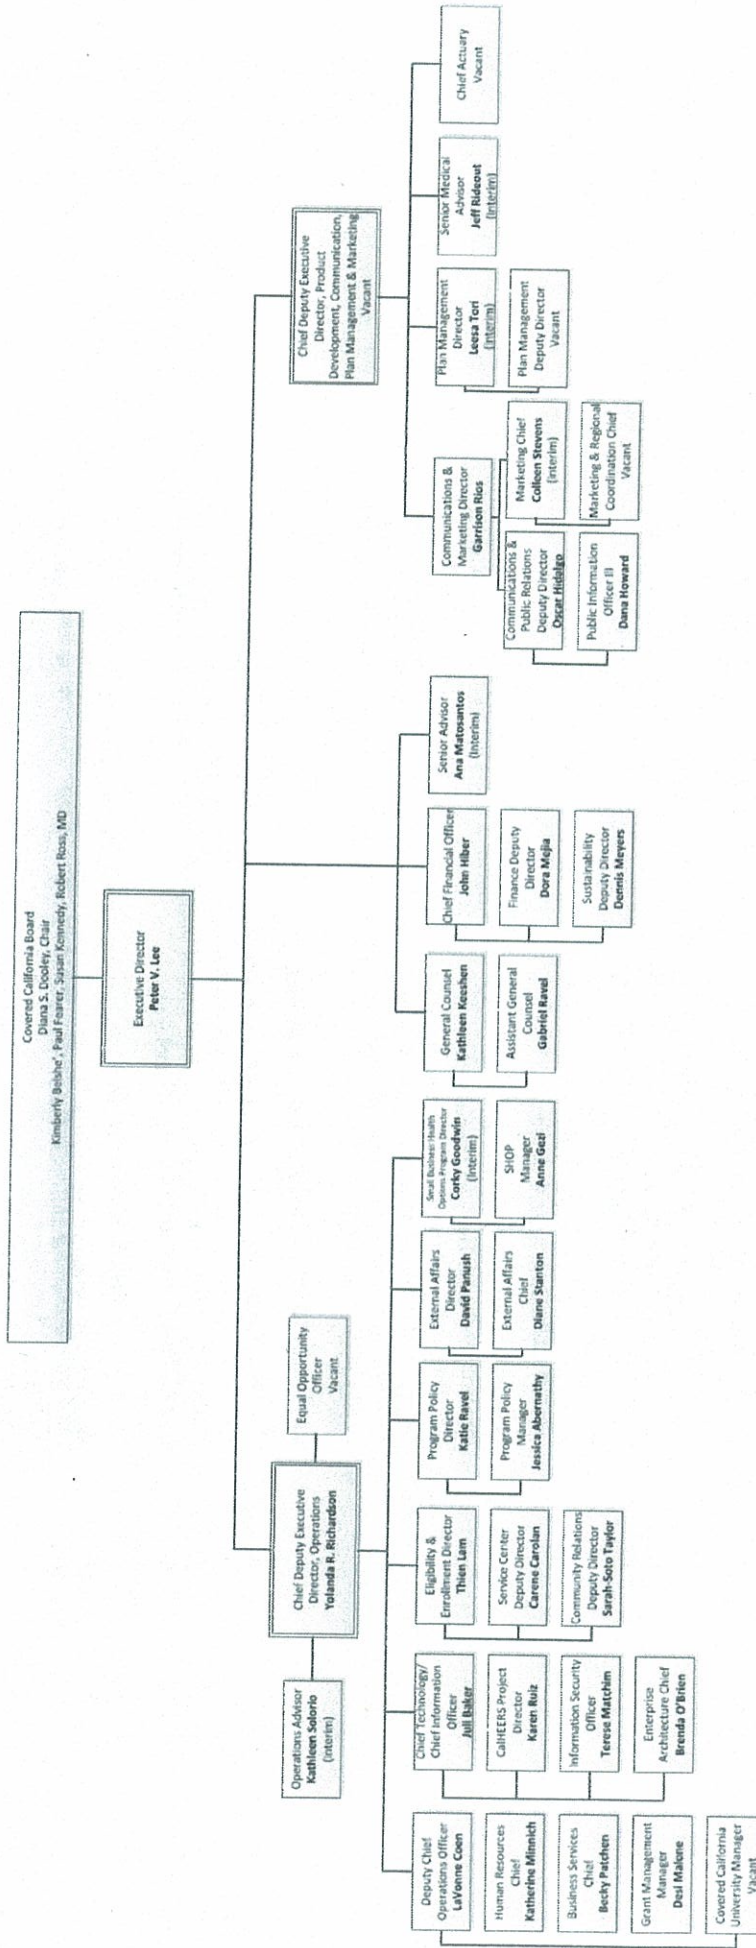 Covered California Board
Diana S. Dooley, Chair
Kimberly Belshe', Paul Fearer, Susan Kennedy, Robert Ross, MD
Executive Director
Peter V. Lee
Operations Advisor
Kathleen Solorio
(Interim)
Chief Deputy Executive
Director, Operations
Yolanda R. Richardson
Equal Opportunity
Officer
Vacant
Chief Deputy Executive
Director, Product
Development, Communication,
Plan Management & Marketing
Vacant
Deputy Chief
Operations Officer
LaVonne Coen
Human Resources
Chief
Katherine Minnich
Business Services
Chief
Becky Patchen
Grant Management
Manager
Desi Malone
Covered California
University Manager
Vacant
Chief Technology/
Chief Information
Officer
Juli Baker
CalHEERS Project
Director
Karen Ruiz
Information Security
Officer
Terese Matchim
Enterprise
Architecture Chief
Brenda O'Brien
Eligibility &
Enrollment Director
Thien Lam
Service Center
Deputy Director
Carene Carolan
Community Relations
Deputy Director
Sarah-Soto Taylor
Program Policy
Director
Katie Ravel
Program Policy
Manager
Jessica Abernathy
External Affairs
Director
David Panush
External Affairs
Chief
Diane Stanton
Small Business Health
Options Program Director
Corky Goodwin
(Interim)
SHOP
Manager
Anne Gezi
General Counsel
Kathleen Keeshen
Assistant General
Counsel
Gabriel Ravel
Chief Financial Officer
John Hiber
Finance Deputy
Director
Dora Mejia
Sustainability
Deputy Director
Dennis Meyers
Senior Advisor
Ana Matosantos
(Interim)
Communications &
Marketing Director
Garrison Rios
Communications &
Public Relations
Deputy Director
Oscar Hidalgo
Public Information
Officer III
Dana Howard
Marketing Chief
Colleen Stevens
(Interim)
Marketing & Regional
Coordination Chief
Vacant
Plan Management
Director
Leesa Tori
(Interim)
Plan Management
Deputy Director
Vacant
Senior Medical
Advisor
Jeff Rideout
(Interim)
Chief Actuary
Vacant